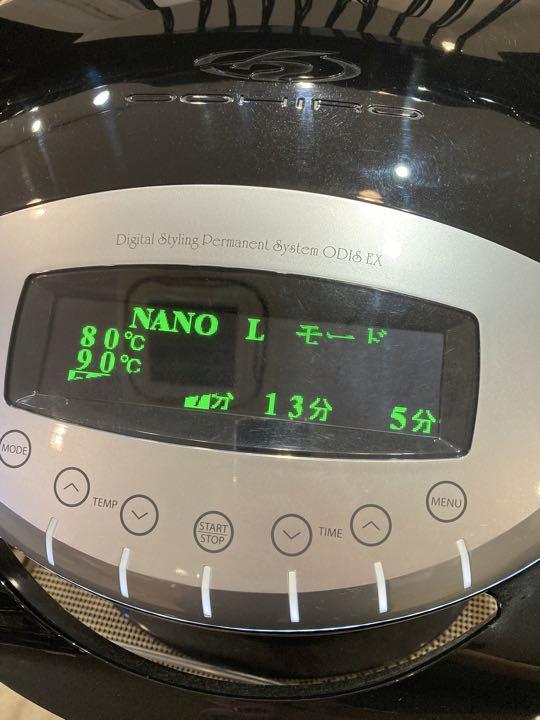 OOHIRO
Digital Styling Permanent System ODIS EX
NANO L モード
80℃
90℃
分 13分 5分
MODE
TEMP
START
STOP
TIME
MENU